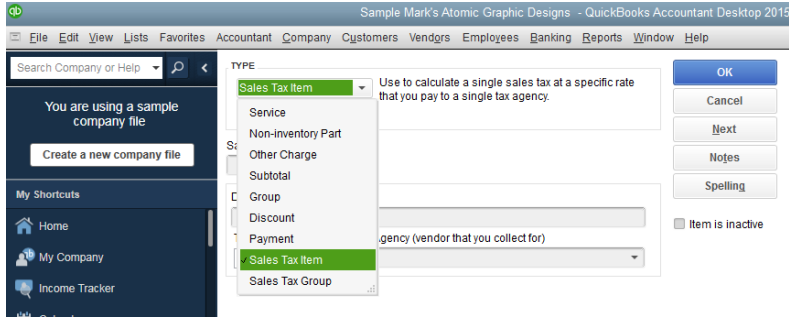 qb
Sample Mark's Atomic Graphic Designs - QuickBooks Accountant Desktop 2015
File Edit View Lists Favorites Accountant Company Customers Vendors Employees Banking Reports Window Help
Search Company or Help
You are using a sample
company file
Create a new company file
My Shortcuts
Home
My Company
Income Tracker
TYPE
Sales Tax Item
Use to calculate a single sales tax at a specific rate
that you pay to a single tax agency.
Service
Non-inventory Part
Other Charge
Subtotal
Group
Discount
Payment
Sales Tax Item
Sales Tax Group
(vendor that you collect for)
OK
Cancel
Next
Notes
Spelling
Item is inactive